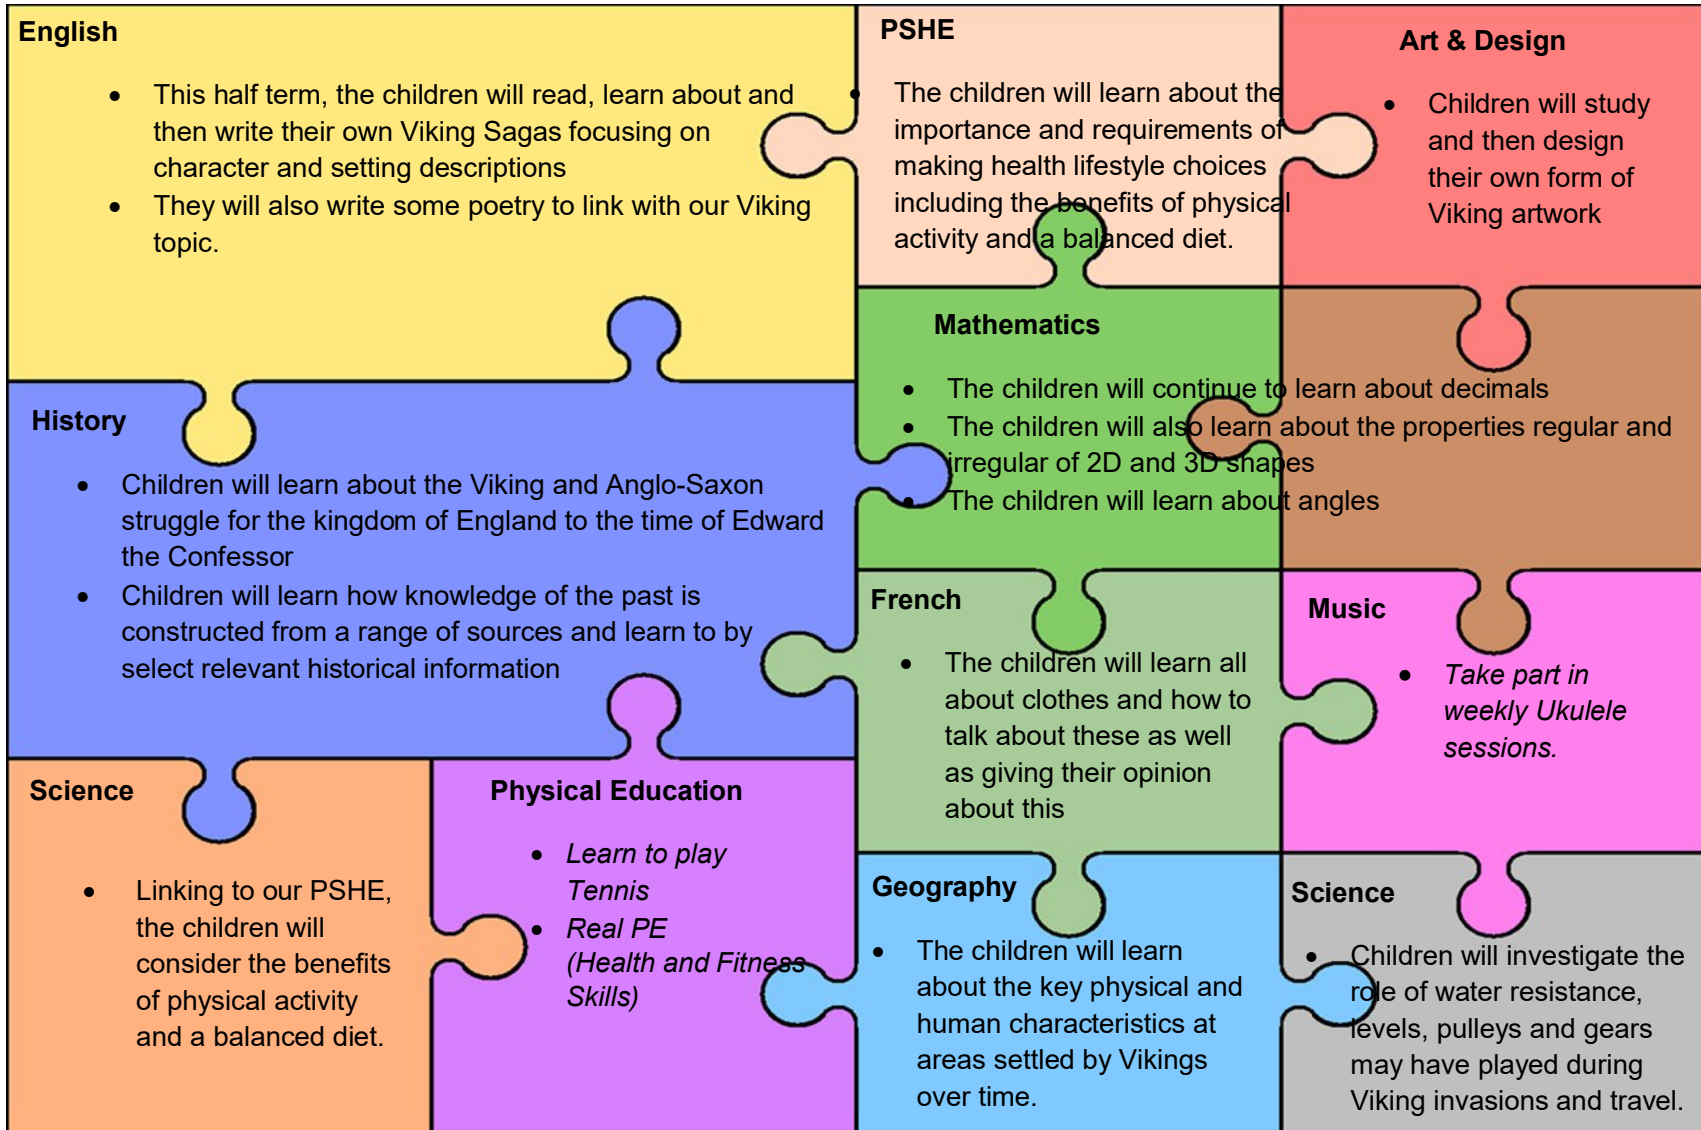 English
• This half term, the children will read, learn about and
then write their own Viking Sagas focusing on
character and setting descriptions
• They will also write some poetry to link with our Viking
topic.
PSHE
• The children will learn about the
importance and requirements of
making health lifestyle choices
including the benefits of physical
activity and a balanced diet.
Art & Design
• Children will study
and then design
their own form of
Viking artwork
Mathematics
• The children will continue to learn about decimals
• The children will also learn about the properties regular and
irregular of 2D and 3D shapes
• The children will learn about angles
History
• Children will learn about the Viking and Anglo-Saxon
struggle for the kingdom of England to the time of Edward
the Confessor
• Children will learn how knowledge of the past is
constructed from a range of sources and learn to by
select relevant historical information
French
• The children will learn all
about clothes and how to
talk about these as well
as giving their opinion
about this
Music
• Take part in
weekly Ukulele
sessions.
Science
• Linking to our PSHE,
the children will
consider the benefits
of physical activity
and a balanced diet.
Physical Education
• Learn to play
Tennis
• Real PE
(Health and Fitness
Skills)
Geography
• The children will learn
about the key physical and
human characteristics at
areas settled by Vikings
over time.
Science
• Children will investigate the
role of water resistance,
levels, pulleys and gears
may have played during
Viking invasions and travel.